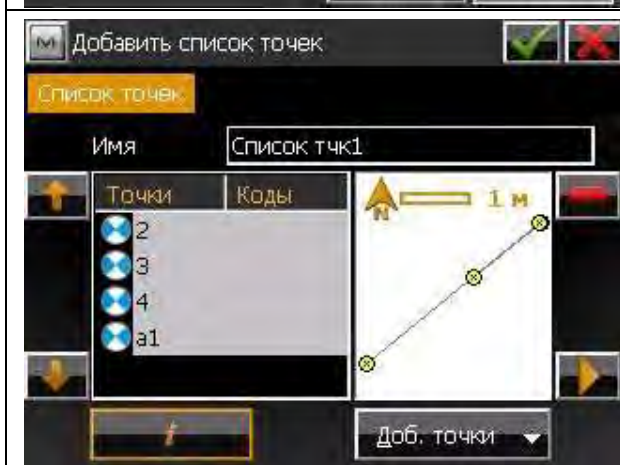 Добавить список точек
Список точек
Имя Список тчк1
Точки Коды
N 1 м
2
3
4
a1
i Доб. точки